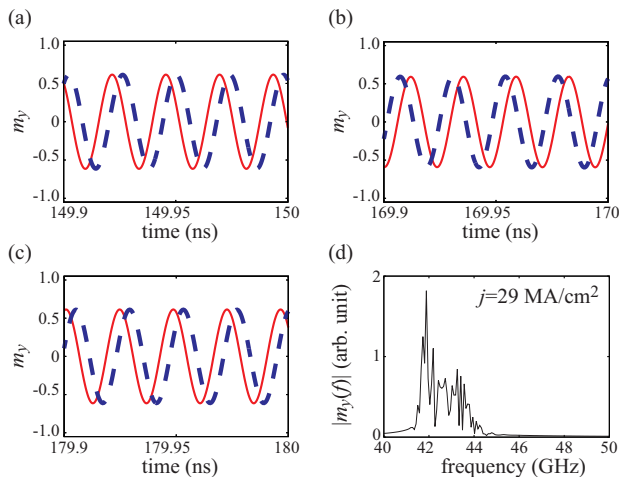 (a)
1.0
0.5
0
-0.5
-1.0
m_y
149.9
149.95
150
time (ns)
(b)
1.0
0.5
0
-0.5
-1.0
m_y
169.9
169.95
170
time (ns)
(c)
1.0
0.5
0
-0.5
-1.0
m_y
179.9
179.95
180
time (ns)
(d)
j=29 MA/cm²
2
1
0
|m_y(f)| (arb. unit)
40
42
44
46
48
50
frequency (GHz)